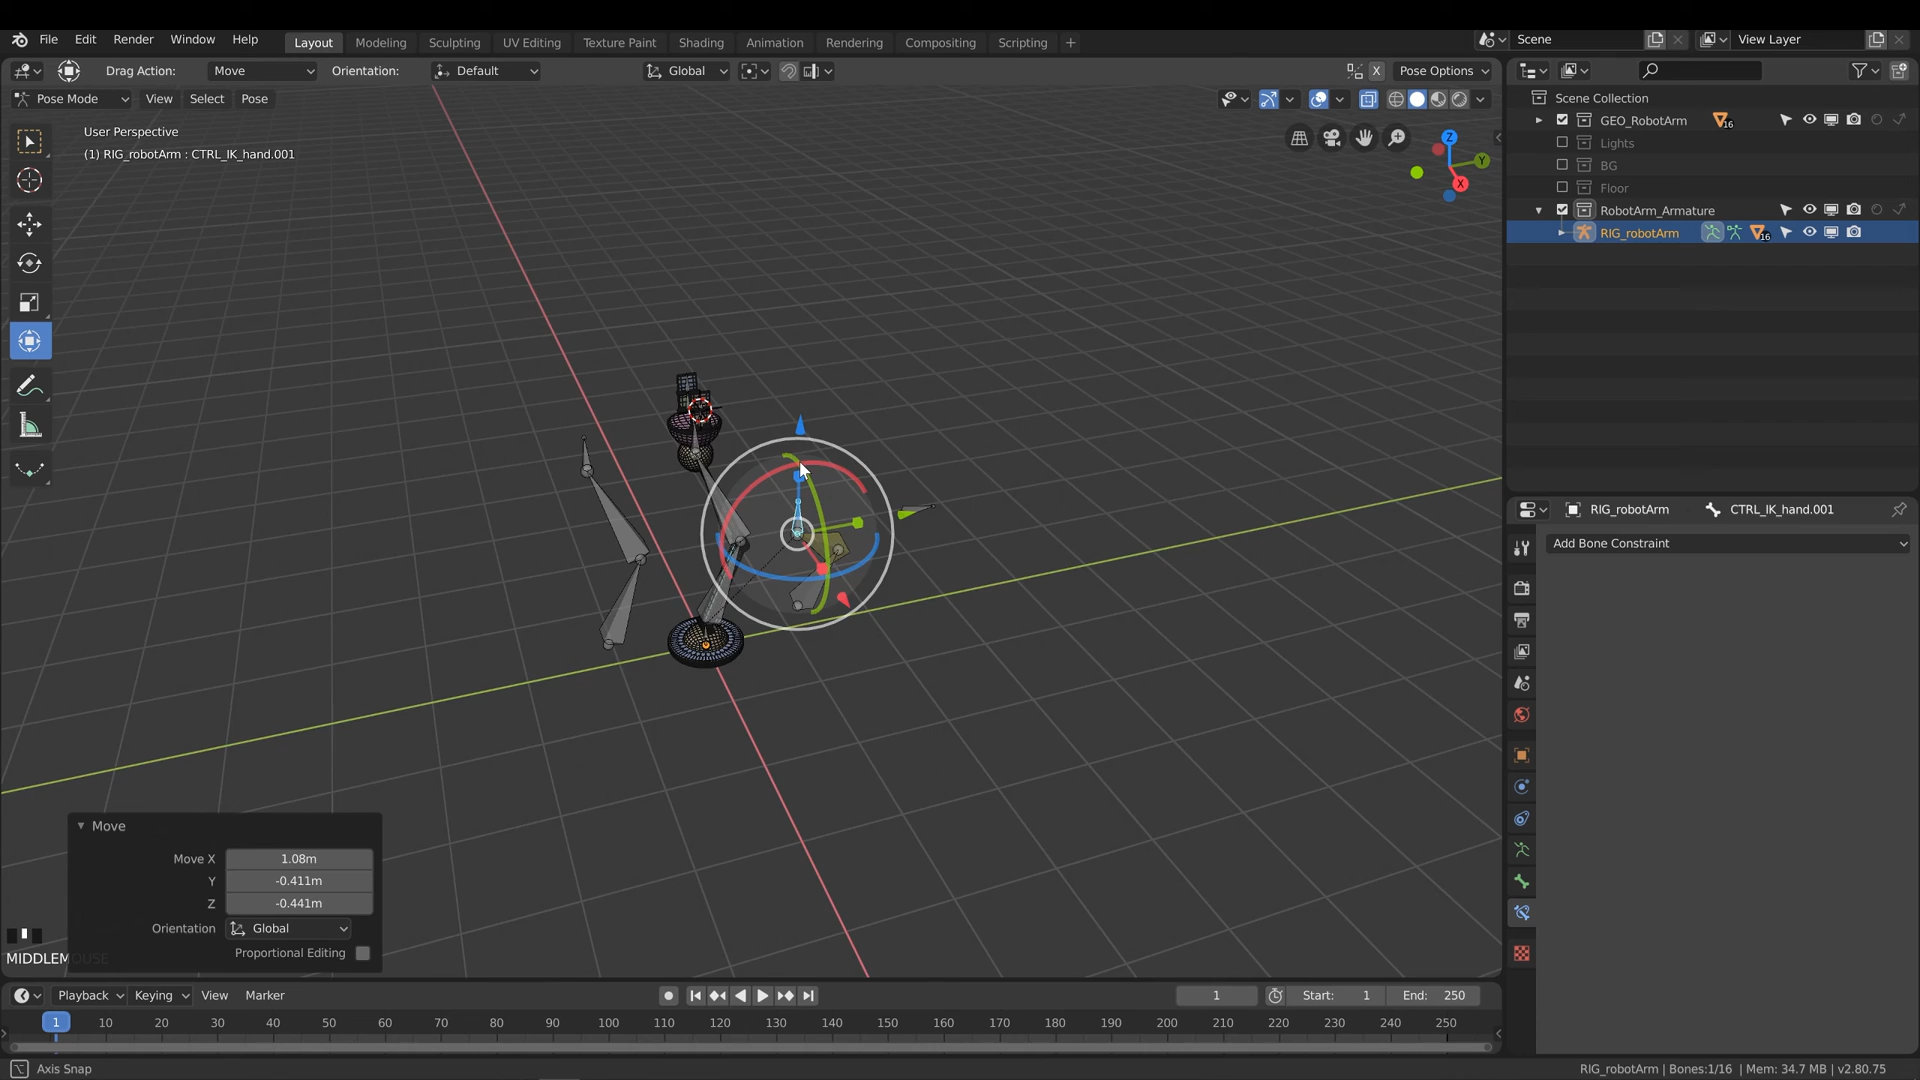 File Edit Render Window Help Layout Modeling Sculpting UV Editing Texture Paint Shading Animation Rendering Compositing Scripting + Scene View Layer
Drag Action: Move Orientation: Default Global X Pose Options
Pose Mode View Select Pose
User Perspective
(1) RIG_robotArm : CTRL_IK_hand.001
Z
Y
X
Scene Collection
GEO_RobotArm 16
Lights
BG
Floor
RobotArm_Armature
RIG_robotArm 16
RIG_robotArm CTRL_IK_hand.001
Add Bone Constraint
Move
Move X 1.08m
Y -0.411m
Z -0.441m
Orientation Global
Proportional Editing
MIDDLEMOUSE
Playback Keying View Marker 1 Start: 1 End: 250
1 10 20 30 40 50 60 70 80 90 100 110 120 130 140 150 160 170 180 190 200 210 220 230 240 250
Axis Snap RIG_robotArm | Bones:1/16 | Mem: 34.7 MB | v2.80.75